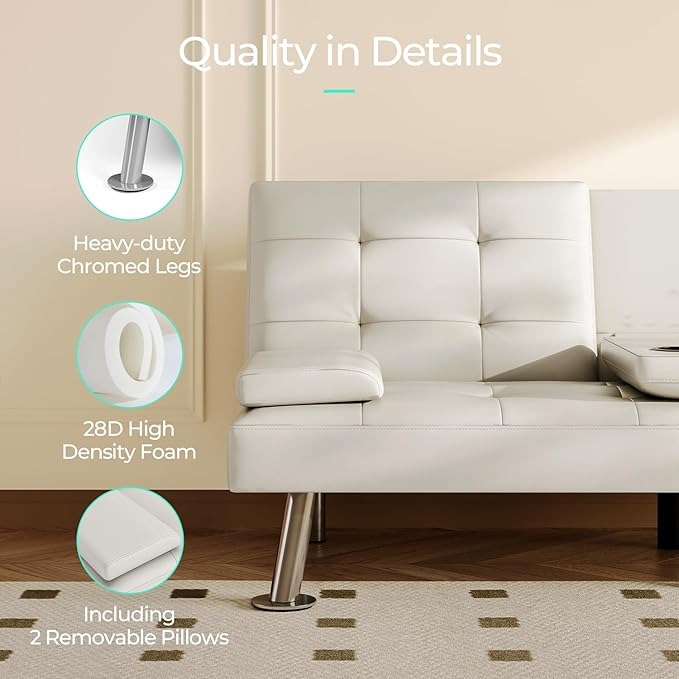 Quality in Details
Heavy-duty
Chromed Legs
28D High
Density Foam
Including
2 Removable Pillows